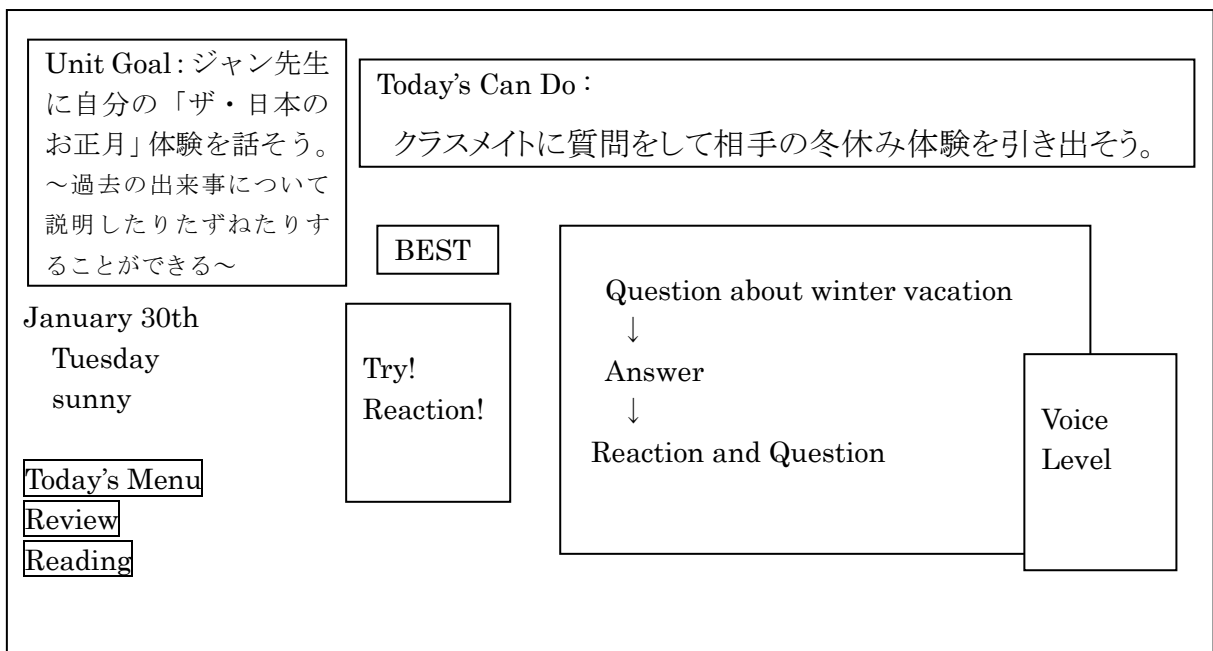 Unit Goal：ジャン先生
に自分の「ザ・日本の
お正月」体験を話そう。
～過去の出来事について
説明したりたずねたりす
ることができる～
Today's Can Do：
クラスメイトに質問をして相手の冬休み体験を引き出そう。
January 30th
Tuesday
sunny
Today's Menu
Review
Reading
BEST
Try!
Reaction!
Question about winter vacation
↓
Answer
↓
Reaction and Question
Voice
Level